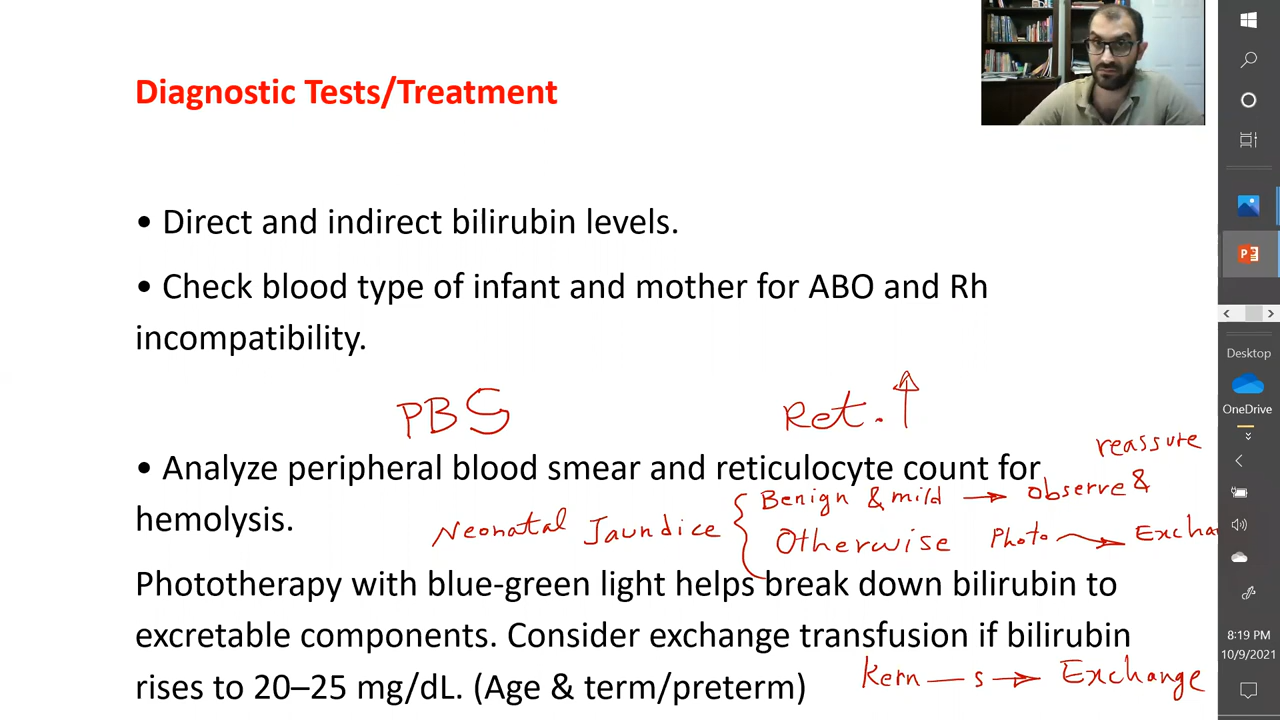 Diagnostic Tests/Treatment
• Direct and indirect bilirubin levels.
• Check blood type of infant and mother for ABO and Rh
incompatibility.
PBS
Ret. ↑
• Analyze peripheral blood smear and reticulocyte count for
hemolysis.
reassure
Benign & mild → Observe &
Neonatal Jaundice {
Otherwise Photo → Excha
Phototherapy with blue-green light helps break down bilirubin to
excretable components. Consider exchange transfusion if bilirubin
rises to 20–25 mg/dL. (Age & term/preterm)
kern — s → Exchange
Desktop
OneDrive
8:19 PM
10/9/2021